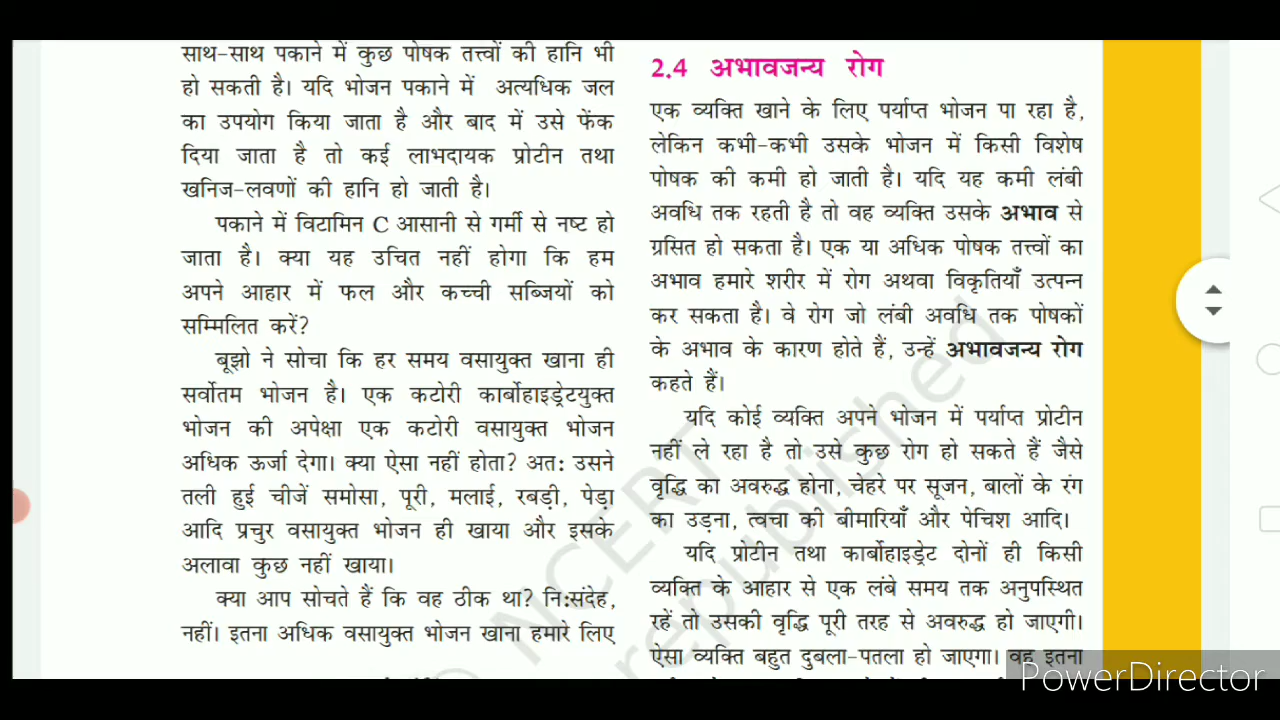 साथ-साथ पकाने में कुछ पोषक तत्त्वों की हानि भी
हो सकती है। यदि भोजन पकाने में अत्यधिक जल
का उपयोग किया जाता है और बाद में उसे फेंक
दिया जाता है तो कई लाभदायक प्रोटीन तथा
खनिज-लवणों की हानि हो जाती है।
पकाने में विटामिन C आसानी से गर्मी से नष्ट हो
जाता है। क्या यह उचित नहीं होगा कि हम
अपने आहार में फल और कच्ची सब्जियों को
सम्मिलित करें?
बूझो ने सोचा कि हर समय वसायुक्त खाना ही
सर्वोतम भोजन है। एक कटोरी कार्बोहाइड्रेटयुक्त
भोजन की अपेक्षा एक कटोरी वसायुक्त भोजन
अधिक ऊर्जा देगा। क्या ऐसा नहीं होता? अतः उसने
तली हुई चीजें समोसा, पूरी, मलाई, रबड़ी, पेड़ा
आदि प्रचुर वसायुक्त भोजन ही खाया और इसके
अलावा कुछ नहीं खाया।
क्या आप सोचते हैं कि वह ठीक था? निःसंदेह,
नहीं। इतना अधिक वसायुक्त भोजन खाना हमारे लिए
2.4 अभावजन्य रोग
एक व्यक्ति खाने के लिए पर्याप्त भोजन पा रहा है,
लेकिन कभी-कभी उसके भोजन में किसी विशेष
पोषक की कमी हो जाती है। यदि यह कमी लंबी
अवधि तक रहती है तो वह व्यक्ति उसके अभाव से
ग्रसित हो सकता है। एक या अधिक पोषक तत्त्वों का
अभाव हमारे शरीर में रोग अथवा विकृतियाँ उत्पन्न
कर सकता है। वे रोग जो लंबी अवधि तक पोषकों
के अभाव के कारण होते हैं, उन्हें अभावजन्य रोग
कहते हैं।
यदि कोई व्यक्ति अपने भोजन में पर्याप्त प्रोटीन
नहीं ले रहा है तो उसे कुछ रोग हो सकते हैं जैसे
वृद्धि का अवरुद्ध होना, चेहरे पर सूजन, बालों के रंग
का उड़ना, त्वचा की बीमारियाँ और पेचिश आदि।
यदि प्रोटीन तथा कार्बोहाइड्रेट दोनों ही किसी
व्यक्ति के आहार से एक लंबे समय तक अनुपस्थित
रहें तो उसकी वृद्धि पूरी तरह से अवरुद्ध हो जाएगी।
ऐसा व्यक्ति बहुत दुबला-पतला हो जाएगा। वह इतना
© NCERT
republished
PowerDirector